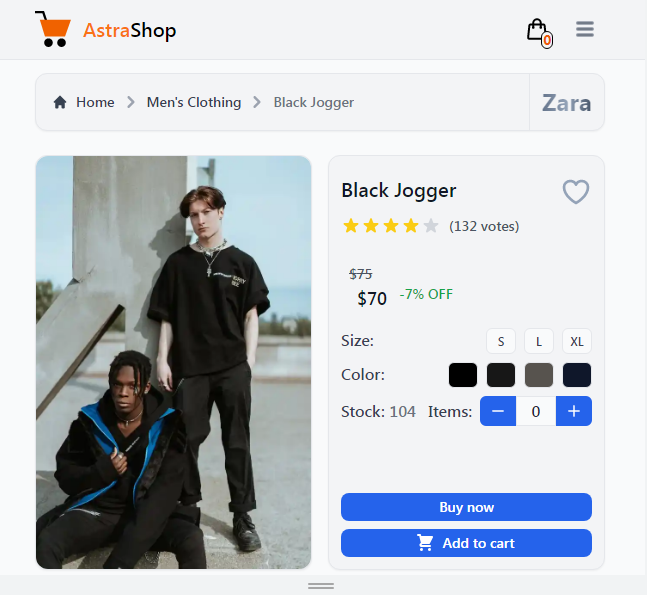 AstraShop
0
Home Men's Clothing Black Jogger
Zara
Black Jogger
(132 votes)
$75
$70 -7% OFF
Size: S L XL
Color:
Stock: 104 Items: − 0 +
Buy now
Add to cart